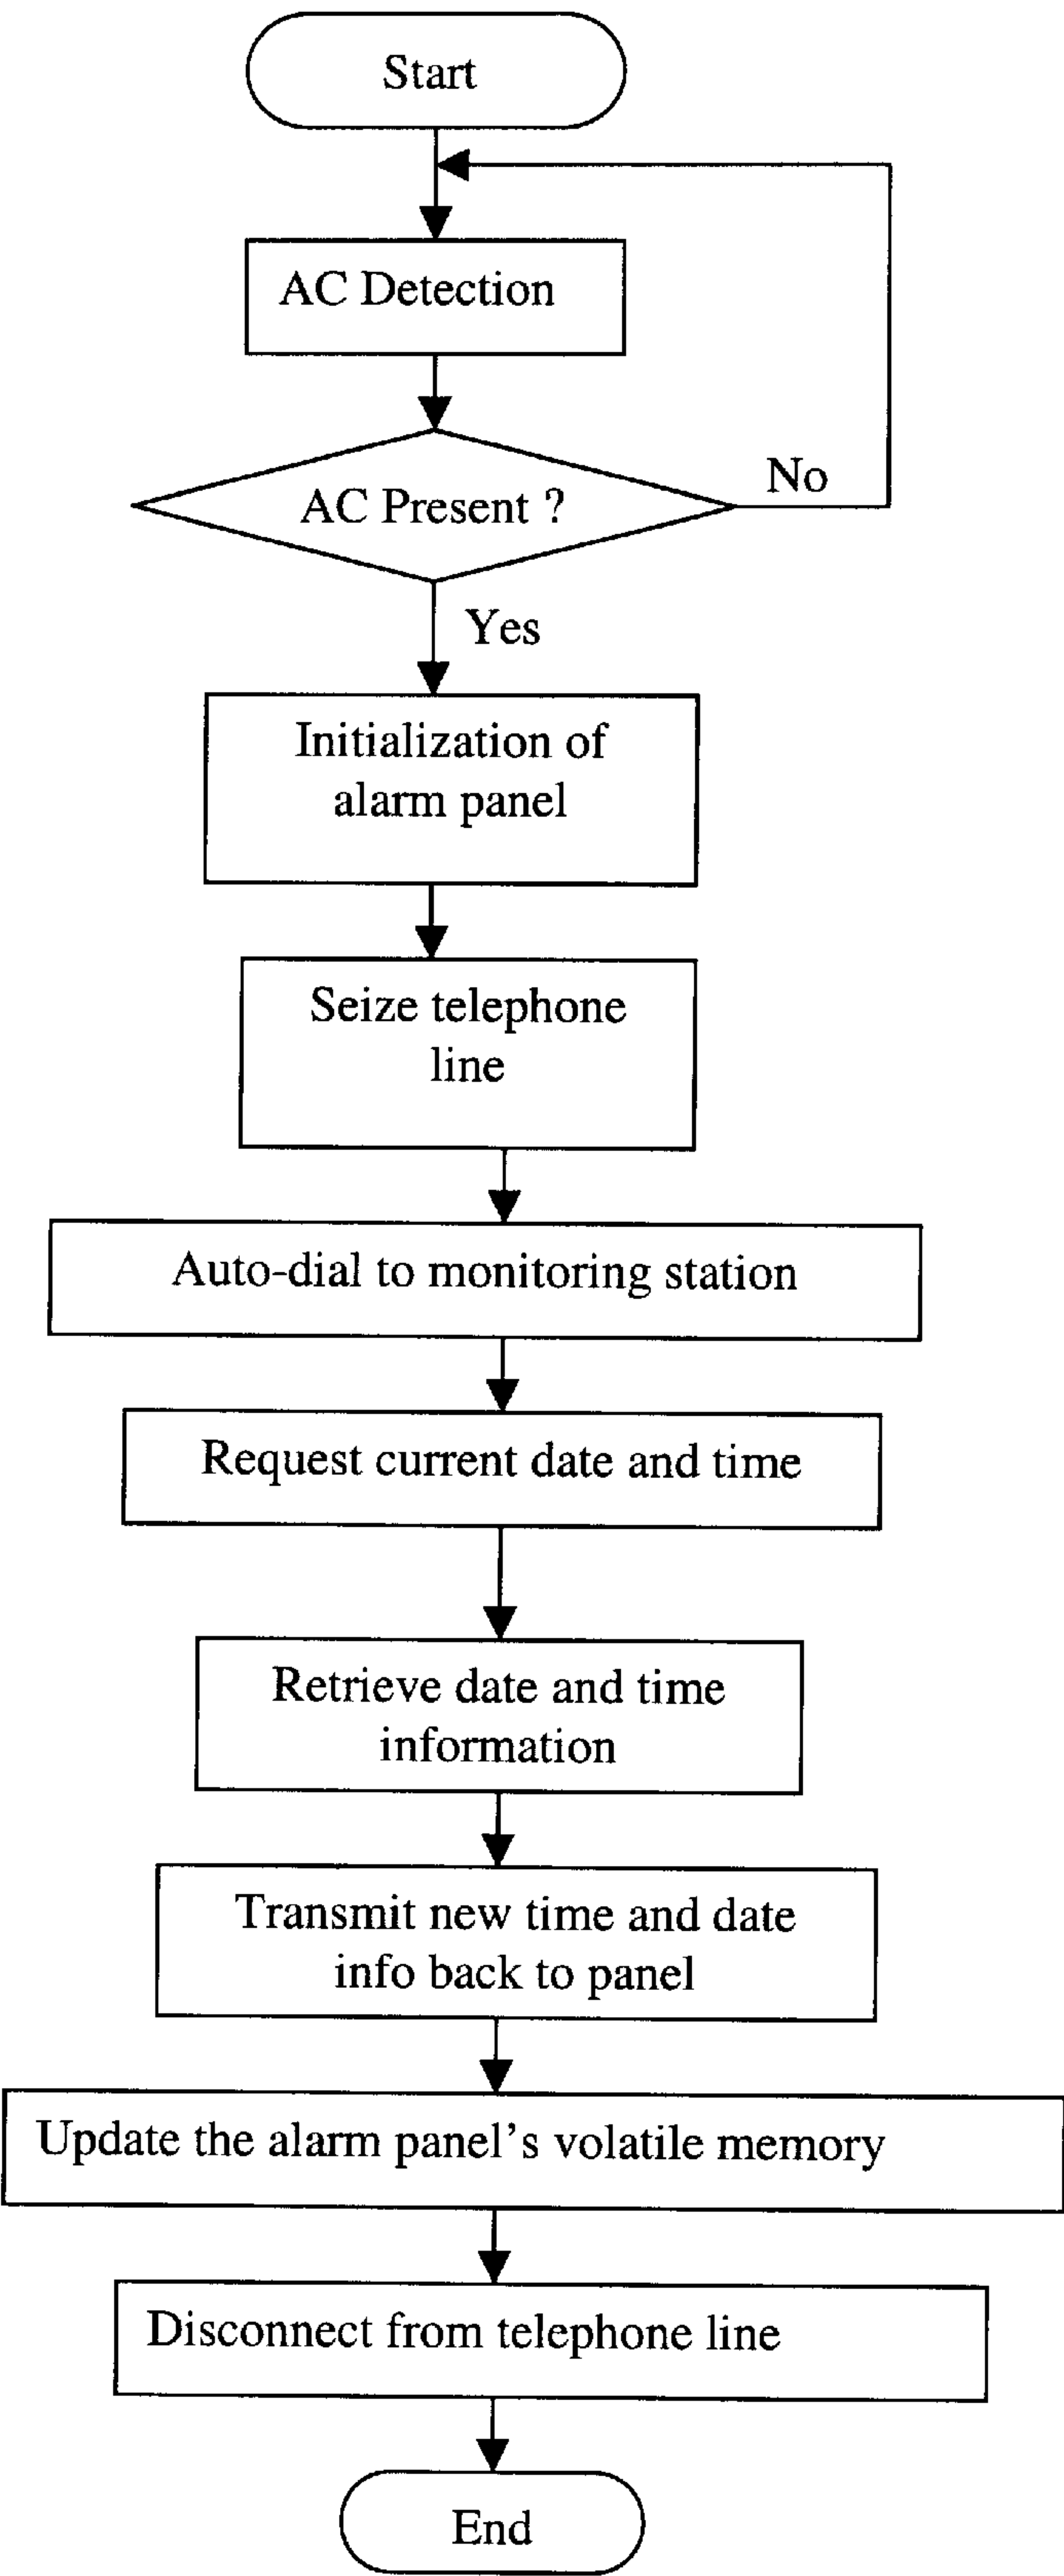 Start
AC Detection
AC Present ?
No
Yes
Initialization of
alarm panel
Seize telephone
line
Auto-dial to monitoring station
Request current date and time
Retrieve date and time
information
Transmit new time and date
info back to panel
Update the alarm panel's volatile memory
Disconnect from telephone line
End